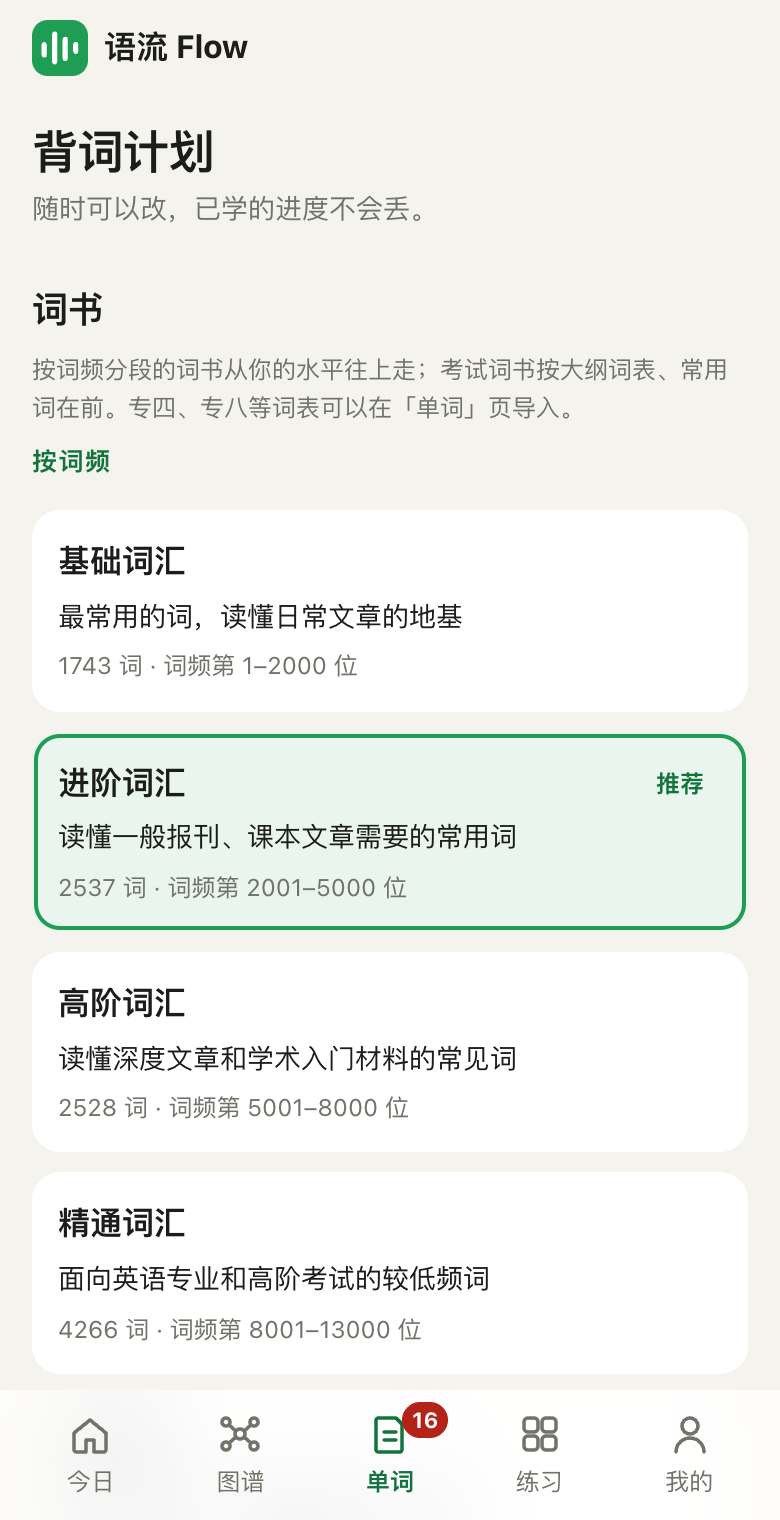 语流 Flow
背词计划
随时可以改，已学的进度不会丢。
词书
按词频分段的词书从你的水平往上走；考试词书按大纲词表、常用
词在前。专四、专八等词表可以在「单词」页导入。
按词频
基础词汇
最常用的词，读懂日常文章的地基
1743 词 · 词频第 1–2000 位
进阶词汇
推荐
读懂一般报刊、课本文章需要的常用词
2537 词 · 词频第 2001–5000 位
高阶词汇
读懂深度文章和学术入门材料的常见词
2528 词 · 词频第 5001–8000 位
精通词汇
面向英语专业和高阶考试的较低频词
4266 词 · 词频第 8001–13000 位
16
今日
图谱
单词
练习
我的